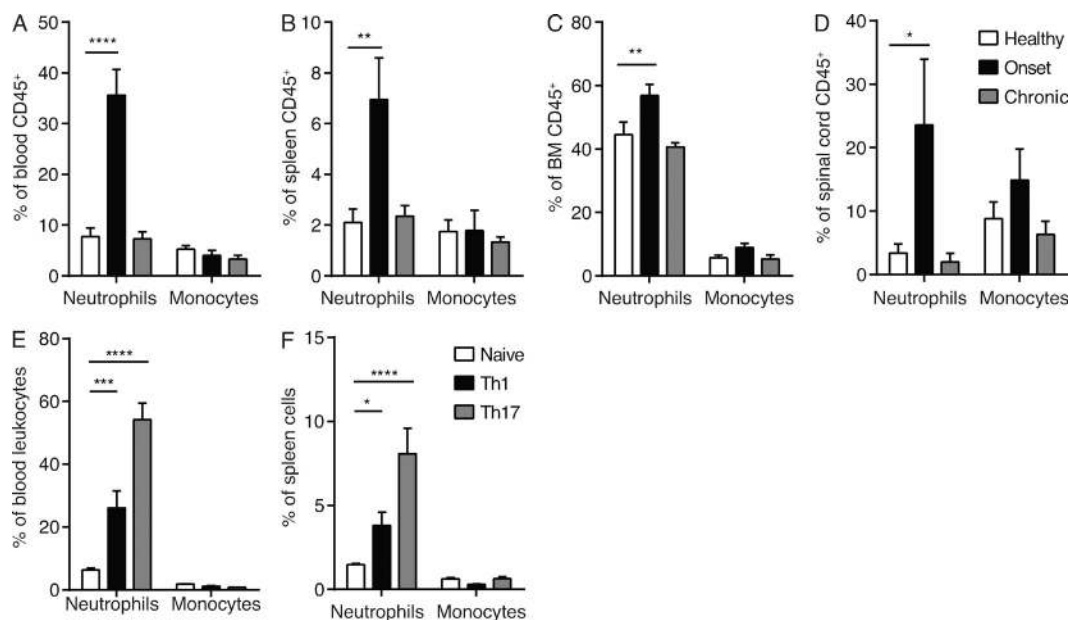 A
% of blood CD45⁺
50
40
30
20
10
0
****
Neutrophils Monocytes
B
% of spleen CD45⁺
10
8
6
4
2
0
**
Neutrophils Monocytes
C
% of BM CD45⁺
80
60
40
20
0
**
Neutrophils Monocytes
D
% of spinal cord CD45⁺
40
30
20
10
0
*
Healthy
Onset
Chronic
Neutrophils Monocytes
E
% of blood leukocytes
80
60
40
20
0
****
***
Neutrophils Monocytes
F
% of spleen cells
15
10
5
0
****
*
Naive
Th1
Th17
Neutrophils Monocytes